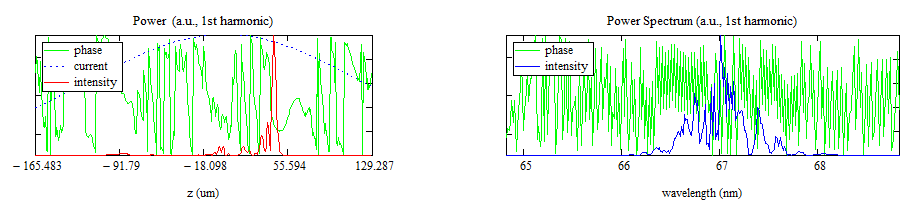 Power (a.u., 1st harmonic)
phase
current
intensity
− 165.483 − 91.79 − 18.098 55.594 129.287
z (um)
Power Spectrum (a.u., 1st harmonic)
phase
intensity
65 66 67 68
wavelength (nm)